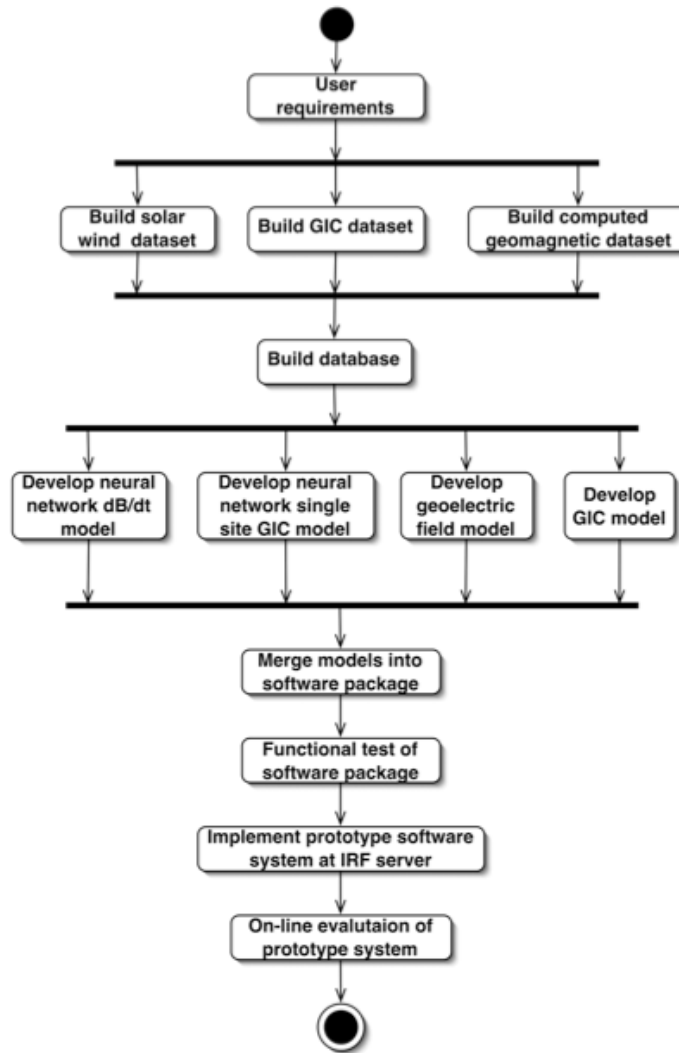 User
requirements
Build solar
wind dataset
Build GIC dataset
Build computed
geomagnetic dataset
Build database
Develop neural
network dB/dt
model
Develop neural
network single
site GIC model
Develop
geoelectric
field model
Develop
GIC model
Merge models into
software package
Functional test of
software package
Implement prototype software
system at IRF server
On-line evalutaion of
prototype system